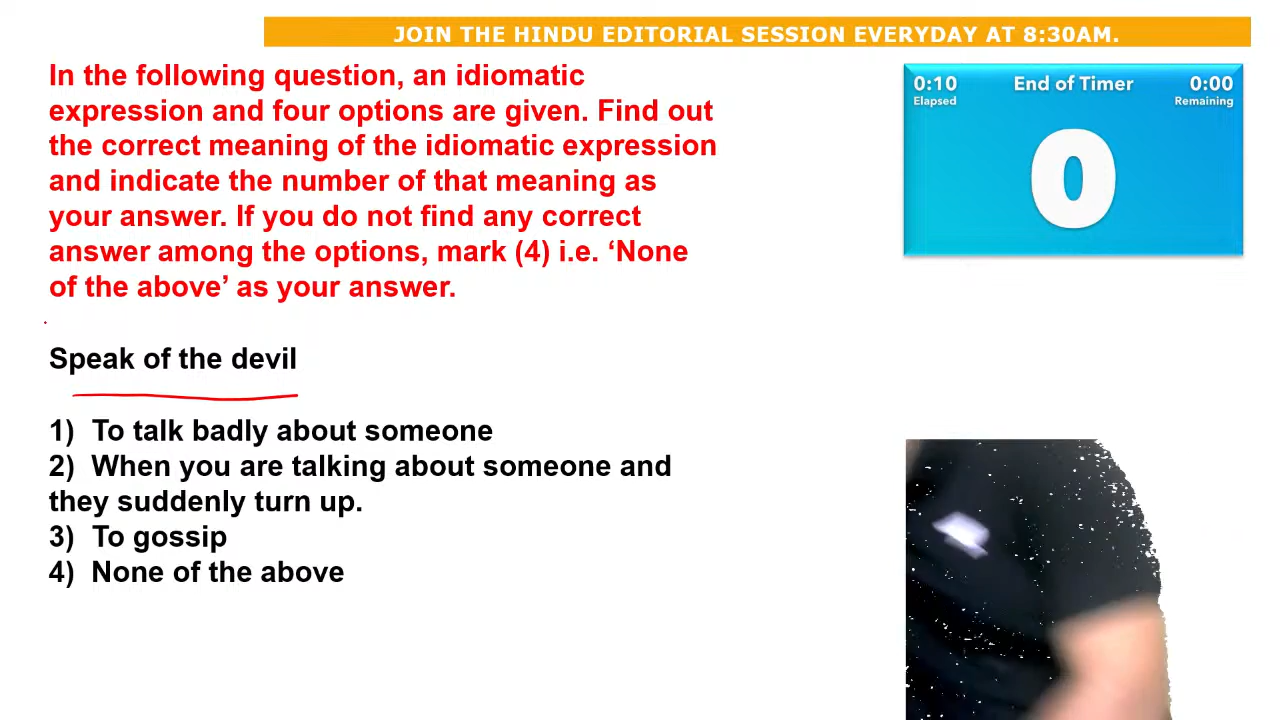 JOIN THE HINDU EDITORIAL SESSION EVERYDAY AT 8:30AM.
In the following question, an idiomatic
expression and four options are given. Find out
the correct meaning of the idiomatic expression
and indicate the number of that meaning as
your answer. If you do not find any correct
answer among the options, mark (4) i.e. ‘None
of the above’ as your answer.
0:10 End of Timer 0:00
Elapsed Remaining
0
Speak of the devil
1) To talk badly about someone
2) When you are talking about someone and
they suddenly turn up.
3) To gossip
4) None of the above